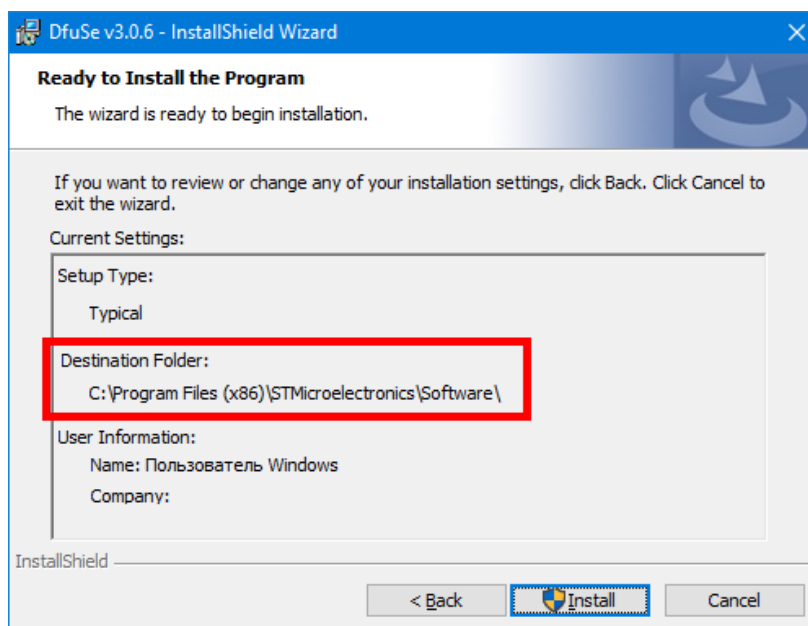 DfuSe v3.0.6 - InstallShield Wizard
Ready to Install the Program
The wizard is ready to begin installation.
If you want to review or change any of your installation settings, click Back. Click Cancel to
exit the wizard.
Current Settings:
Setup Type:
Typical
Destination Folder:
C:\Program Files (x86)\STMicroelectronics\Software\
User Information:
Name: Пользователь Windows
Company:
InstallShield
< Back
Install
Cancel